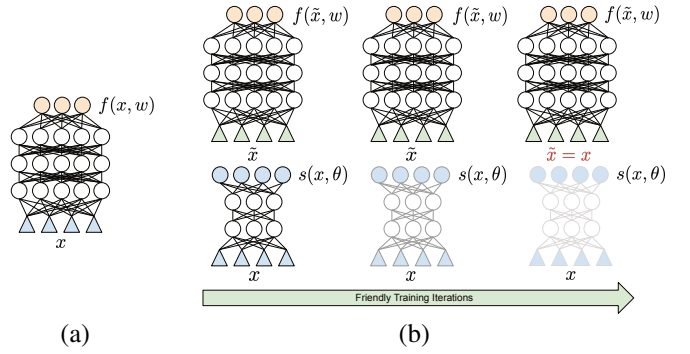 f(x, w)
x
(a)
f(x̃, w) f(x̃, w) f(x̃, w)
x̃ x̃ x̃ = x
s(x, θ) s(x, θ) s(x, θ)
x x x
Friendly Training Iterations
(b)